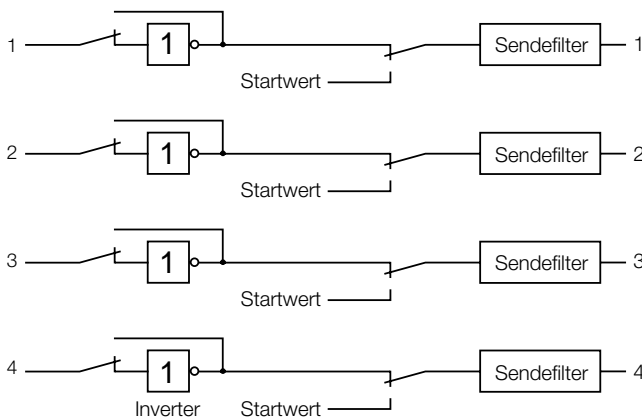 1 1 Sendefilter 1
Startwert
2 1 Sendefilter 2
Startwert
3 1 Sendefilter 3
Startwert
4 1 Sendefilter 4
Inverter Startwert